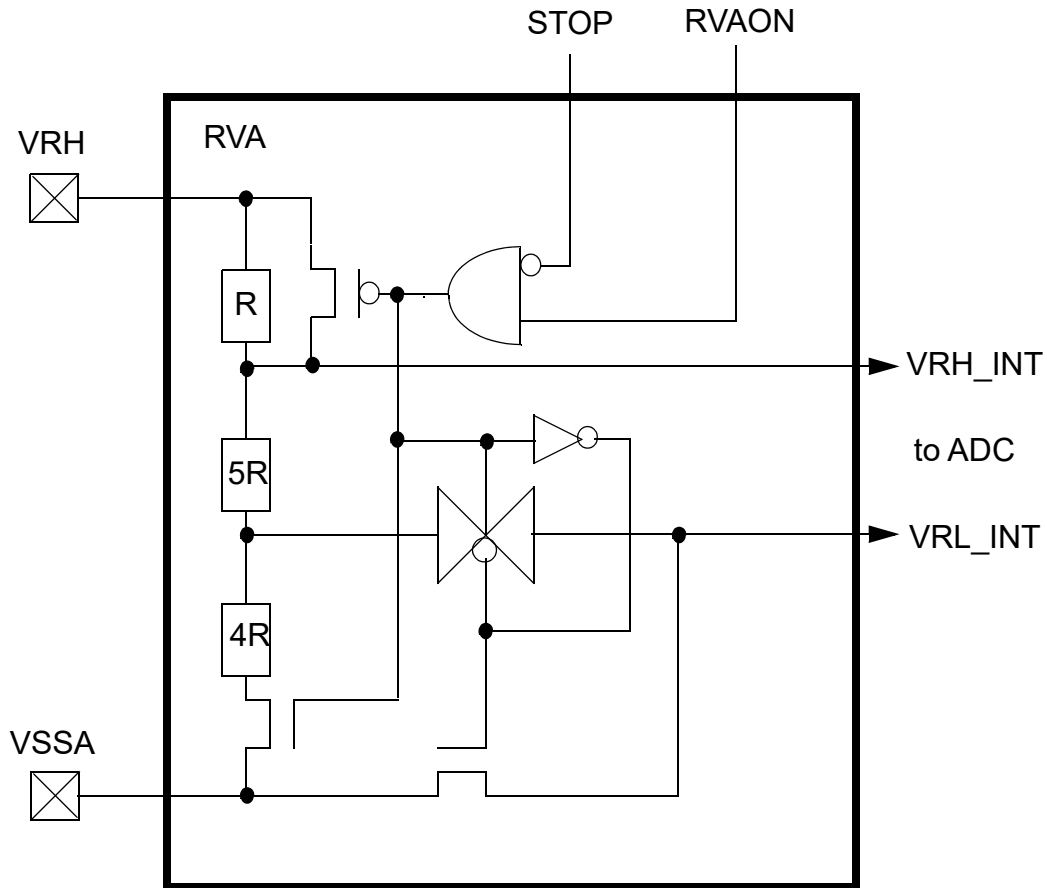 STOP
RVAON
VRH
RVA
R
VRH_INT
5R
to ADC
VRL_INT
4R
VSSA